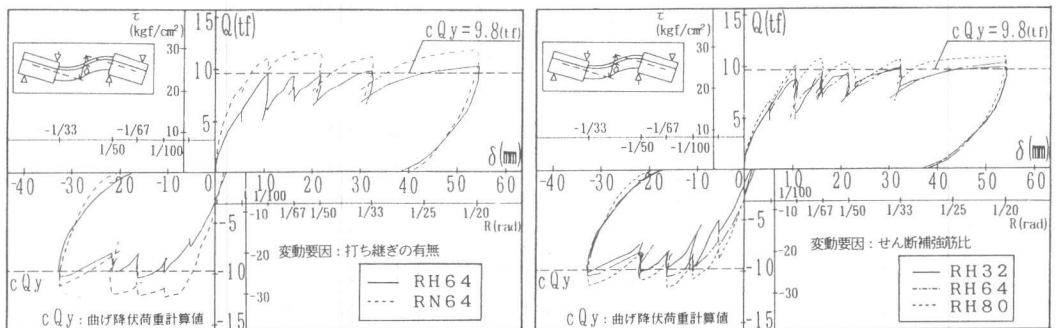 τ
(kgf/cm²)
Q(tf)
15
cQy=9.8(tf)
30
10
20
5
10
-1/33
-1/67
1/50
1/100
-40
-20
0
10
20
30
40
50
60
δ(mm)
1/100
1/67
1/50
1/33
1/25
1/20
R(rad)
-5
-10
-20
-10
-30
-15
cQy
変動要因:打ち継ぎの有無
RH64
RN64
cQy:曲げ降伏荷重計算値
τ
(kgf/cm²)
Q(tf)
15
cQy=9.8(tf)
30
10
20
5
10
-1/33
-1/67
-1/50
-1/100
-40
-30
-20
0
10
20
30
40
50
60
δ(mm)
1/100
1/67
1/50
1/33
1/25
1/20
R(rad)
-5
-10
-20
-10
-30
-15
cQy
変動要因:せん断補強筋比
RH32
RH64
RH80
cQy:曲げ降伏荷重計算値